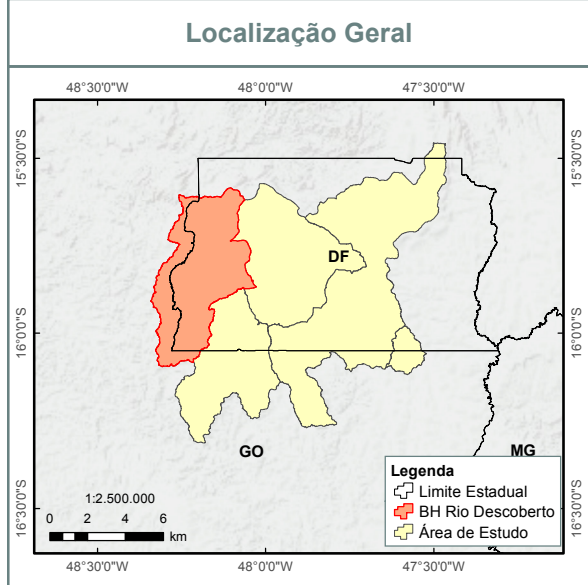 Localização Geral
48°30'0"W 48°0'0"W 47°30'0"W
15°30'0"S 15°30'0"S
DF
16°0'0"S 16°0'0"S
GO
MG
Legenda
Limite Estadual
BH Rio Descoberto
Área de Estudo
1:2.500.000
0 2 4 6
km
16°30'0"S 16°30'0"S
48°30'0"W 48°0'0"W 47°30'0"W